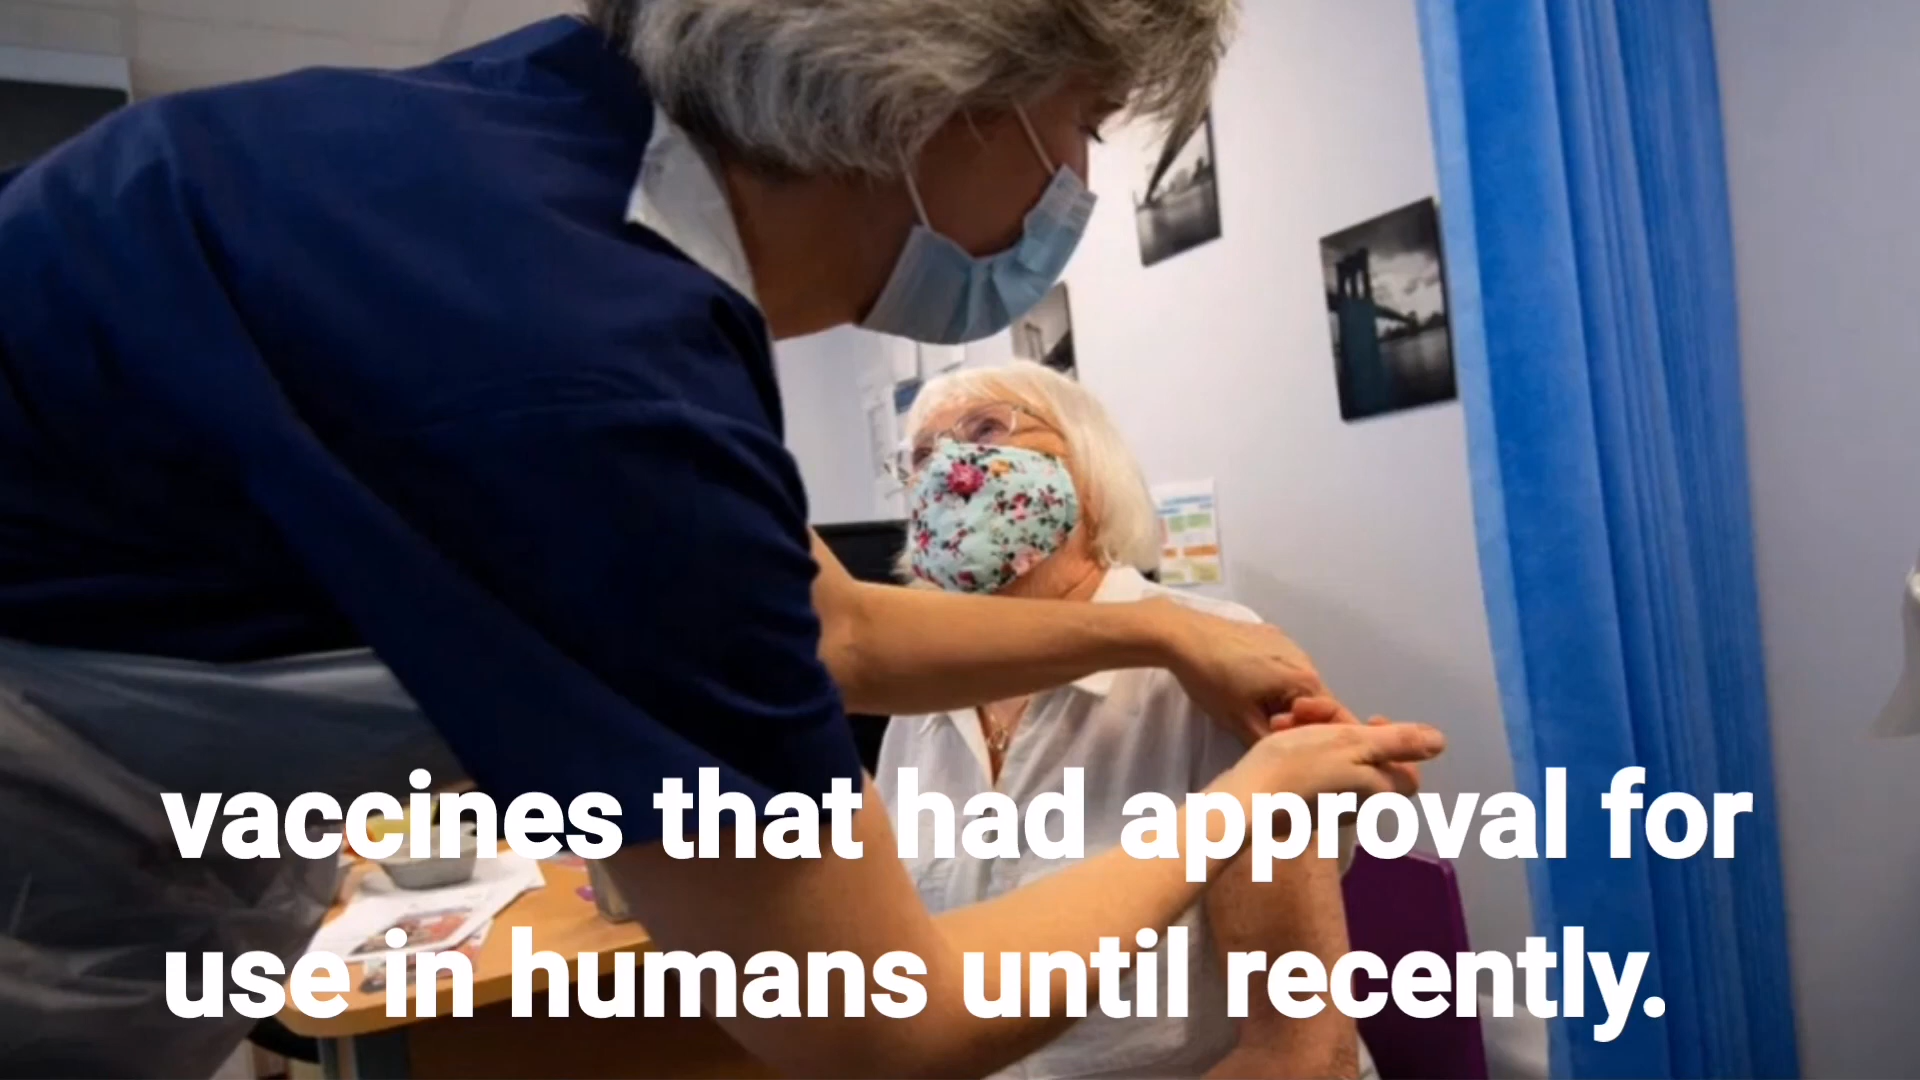 vaccines that had approval for
use in humans until recently.